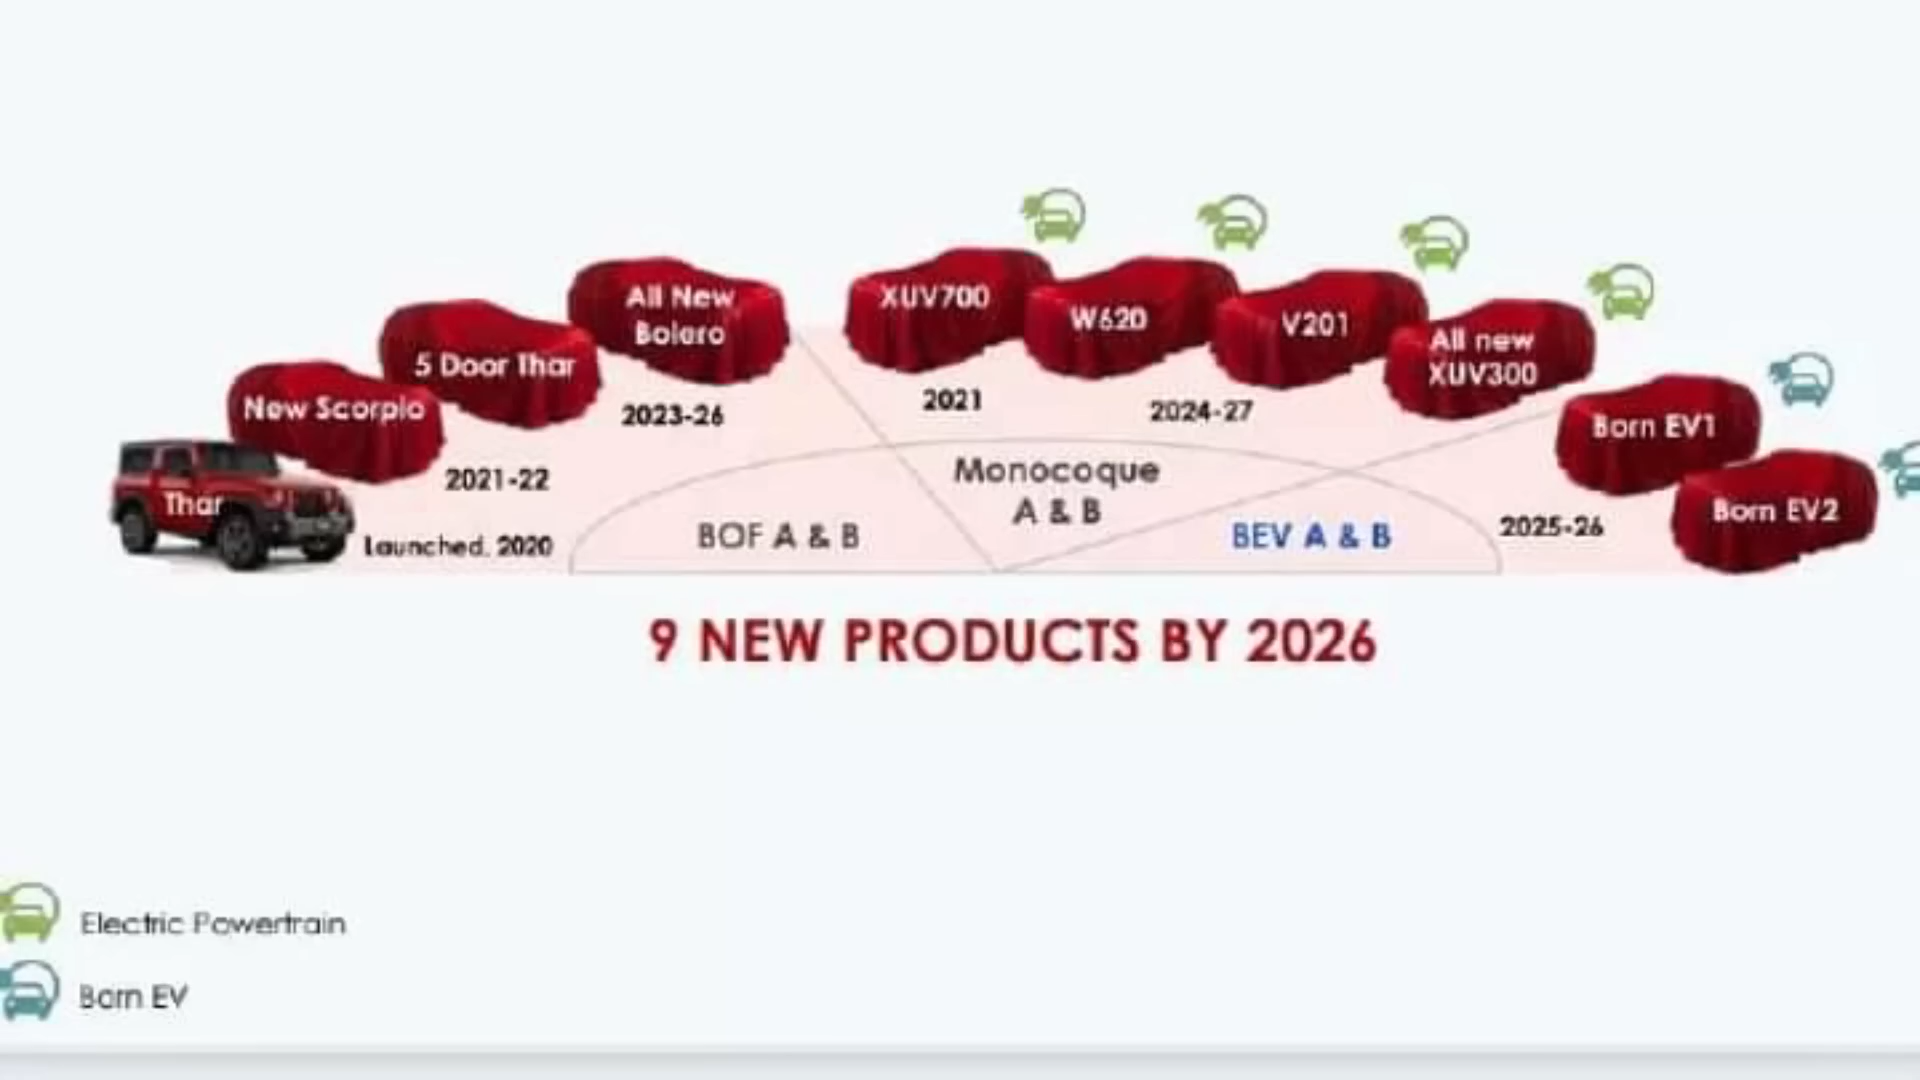 All New
Bolero
XUV700
W620
V201
All new
XUV300
5 Door Thar
New Scorpio
Thar
Born EV1
Born EV2
2023-26
2021
2024-27
2021-22
Launched, 2020
2025-26
Monocoque
A & B
BOF A & B
BEV A & B
9 NEW PRODUCTS BY 2026
Electric Powertrain
Born EV